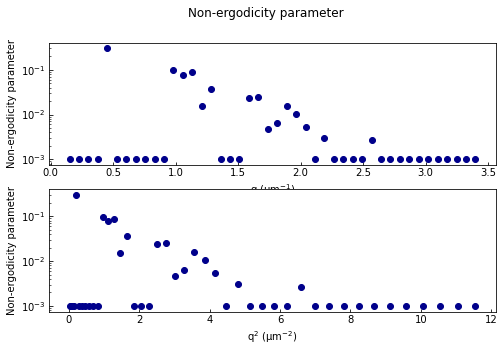 Non-ergodicity parameter
Non-ergodicity parameter
10⁻¹
10⁻²
10⁻³
0.0 0.5 1.0 1.5 2.0 2.5 3.0 3.5
q (μm⁻¹)
Non-ergodicity parameter
10⁻¹
10⁻²
10⁻³
0 2 4 6 8 10 12
q² (μm⁻²)